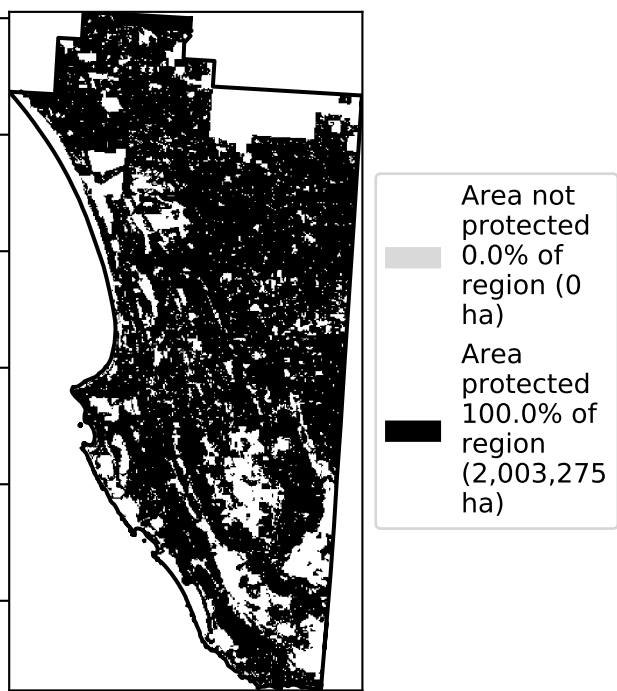 Area not
protected
0.0% of
region (0
ha)
Area
protected
100.0% of
region
(2,003,275
ha)